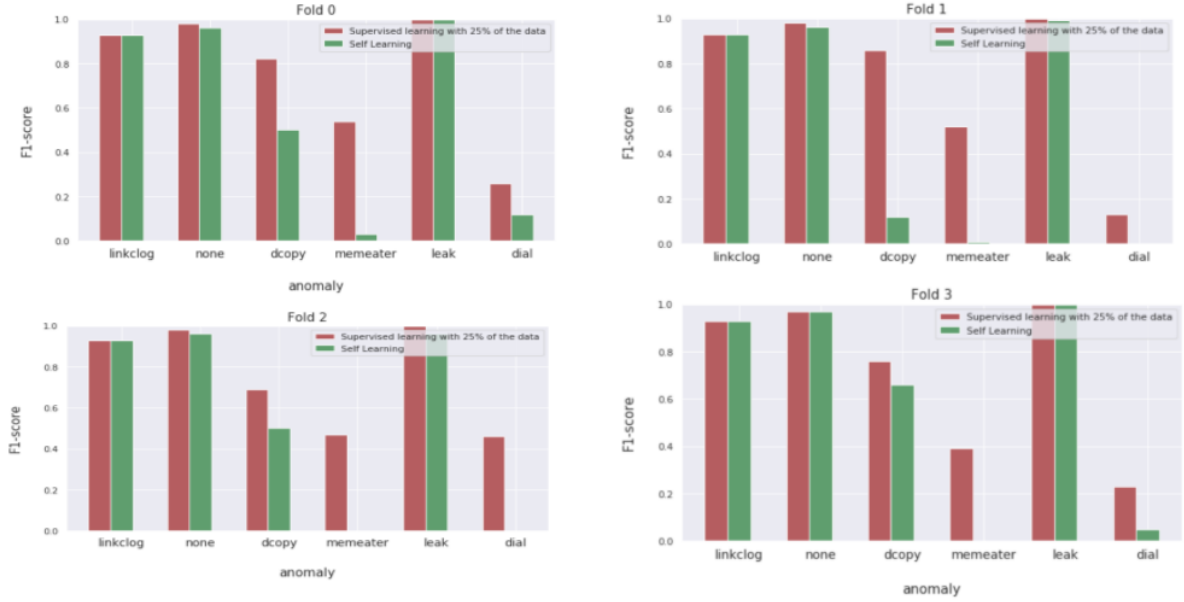 Fold 0
Supervised learning with 25% of the data
Self Learning
F1-score
1.0
0.8
0.6
0.4
0.2
0.0
linkclog none dcopy memeater leak dial
anomaly
Fold 1
Supervised learning with 25% of the data
Self Learning
F1-score
1.0
0.8
0.6
0.4
0.2
0.0
linkclog none dcopy memeater leak dial
anomaly
Fold 2
Supervised learning with 25% of the data
Self Learning
F1-score
1.0
0.8
0.6
0.4
0.2
0.0
linkclog none dcopy memeater leak dial
anomaly
Fold 3
Supervised learning with 25% of the data
Self Learning
F1-score
1.0
0.8
0.6
0.4
0.2
0.0
linkclog none dcopy memeater leak dial
anomaly